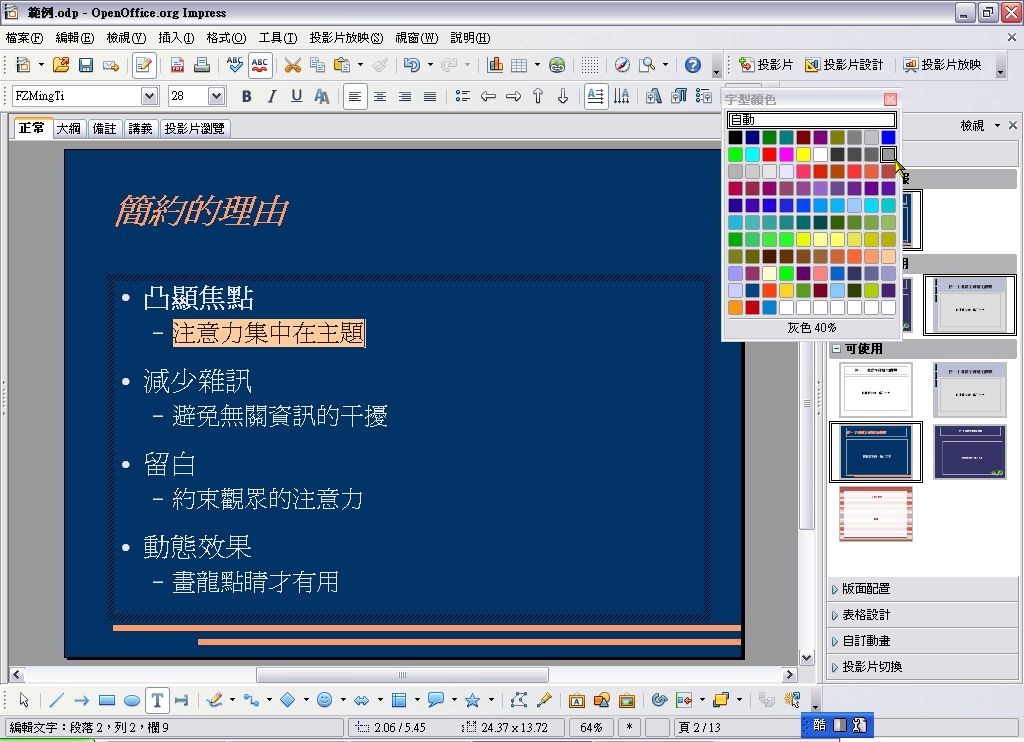 範例.odp - OpenOffice.org Impress
檔案(F) 編輯(E) 檢視(V) 插入(I) 格式(O) 工具(T) 投影片放映(S) 視窗(W) 說明(H)
ABC ABC 投影片 投影片設計 投影片放映
FZMingTi 28 B I U
字型顏色
自動
灰色 40%
正常 大綱 備註 講義 投影片瀏覽
檢視
簡約的理由
• 凸顯焦點
– 注意力集中在主題
• 減少雜訊
– 避免無關資訊的干擾
• 留白
– 約束觀眾的注意力
• 動態效果
– 畫龍點睛才有用
可使用
版面配置
表格設計
自訂動畫
投影片切換
編輯文字：段落 2，列 2，欄 9 2.06 / 5.45 24.37 x 13.72 64% * 頁 2 / 13
酷